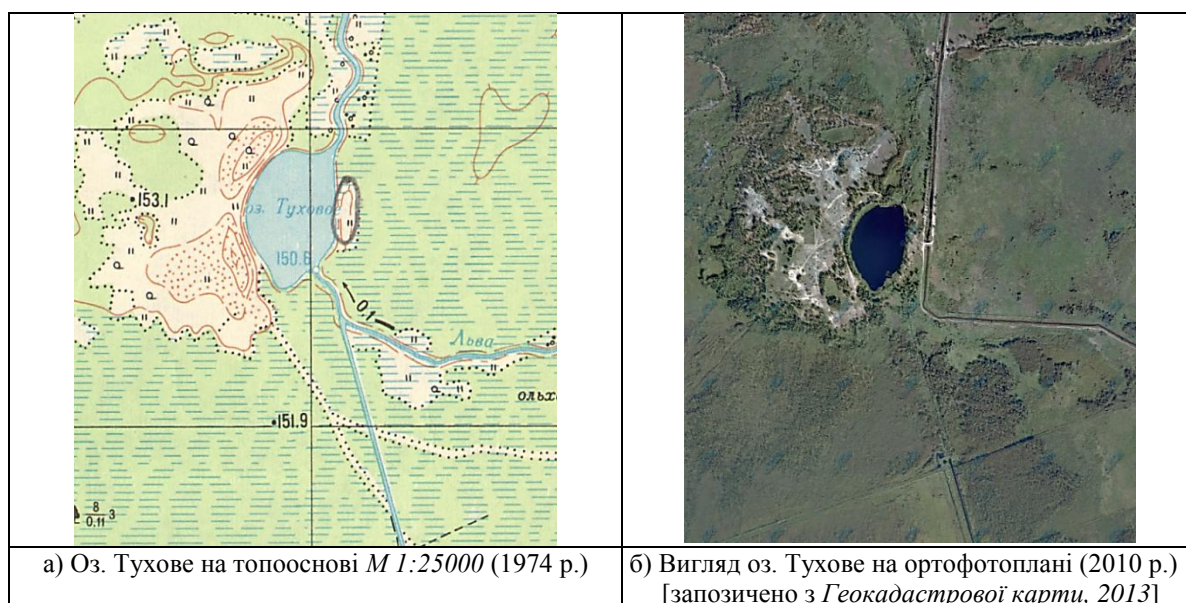 153.1
оз. Туховое
150.6
0.1
Льва
ольх
151.9
8
0.11 3
а) Оз. Тухове на топооснові М 1:25000 (1974 р.)
б) Вигляд оз. Тухове на ортофотоплані (2010 р.)
[запозичено з Геокадастрової карти, 2013]